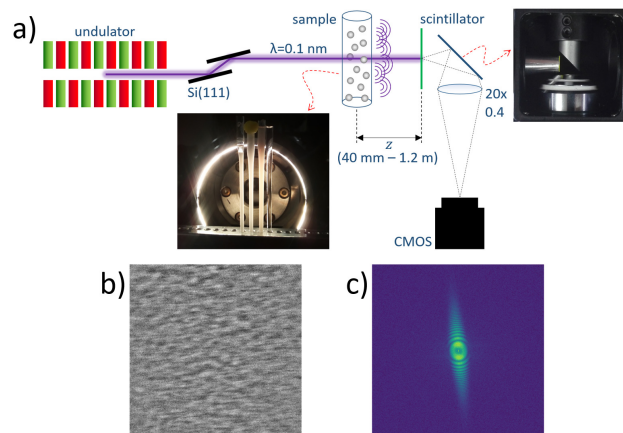 a)
undulator
Si(111)
λ=0.1 nm
sample
scintillator
z
(40 mm – 1.2 m)
20x
0.4
CMOS
b)
c)